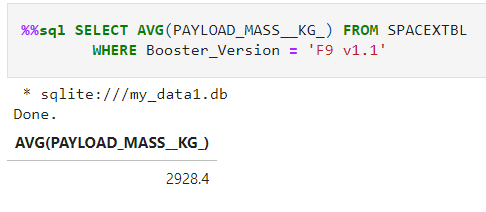 %%sql SELECT AVG(PAYLOAD_MASS__KG_) FROM SPACEXTBL
WHERE Booster_Version = 'F9 v1.1'
* sqlite:///my_data1.db
Done.
AVG(PAYLOAD_MASS__KG_)
2928.4